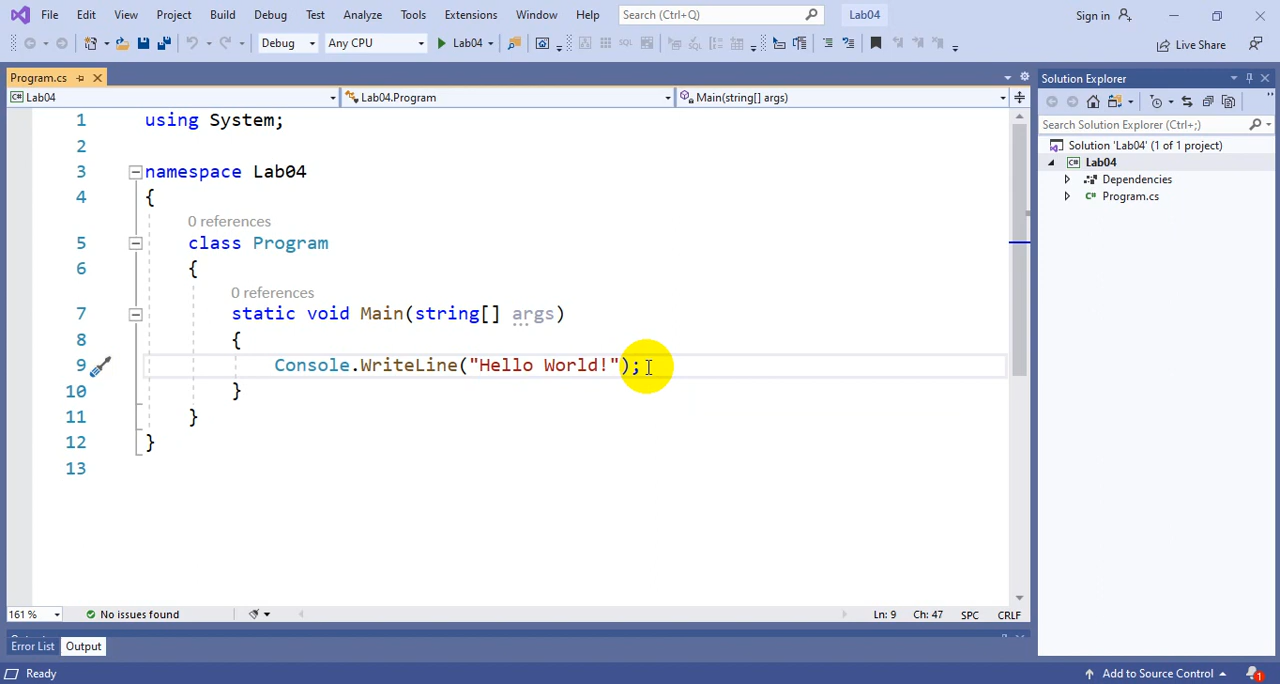 File Edit View Project Build Debug Test Analyze Tools Extensions Window Help Search (Ctrl+Q) Lab04 Sign in
Debug Any CPU Lab04 Live Share
Program.cs
Solution Explorer
C# Lab04 Lab04.Program Main(string[] args)
Search Solution Explorer (Ctrl+;)
Solution 'Lab04' (1 of 1 project)
C# Lab04
Dependencies
C# Program.cs
1 using System;
2
3 namespace Lab04
4 {
0 references
5 class Program
6 {
0 references
7 static void Main(string[] args)
8 {
9 Console.WriteLine("Hello World!");
10 }
11 }
12 }
13
161 % No issues found Ln: 9 Ch: 47 SPC CRLF
Error List Output
Ready Add to Source Control 1